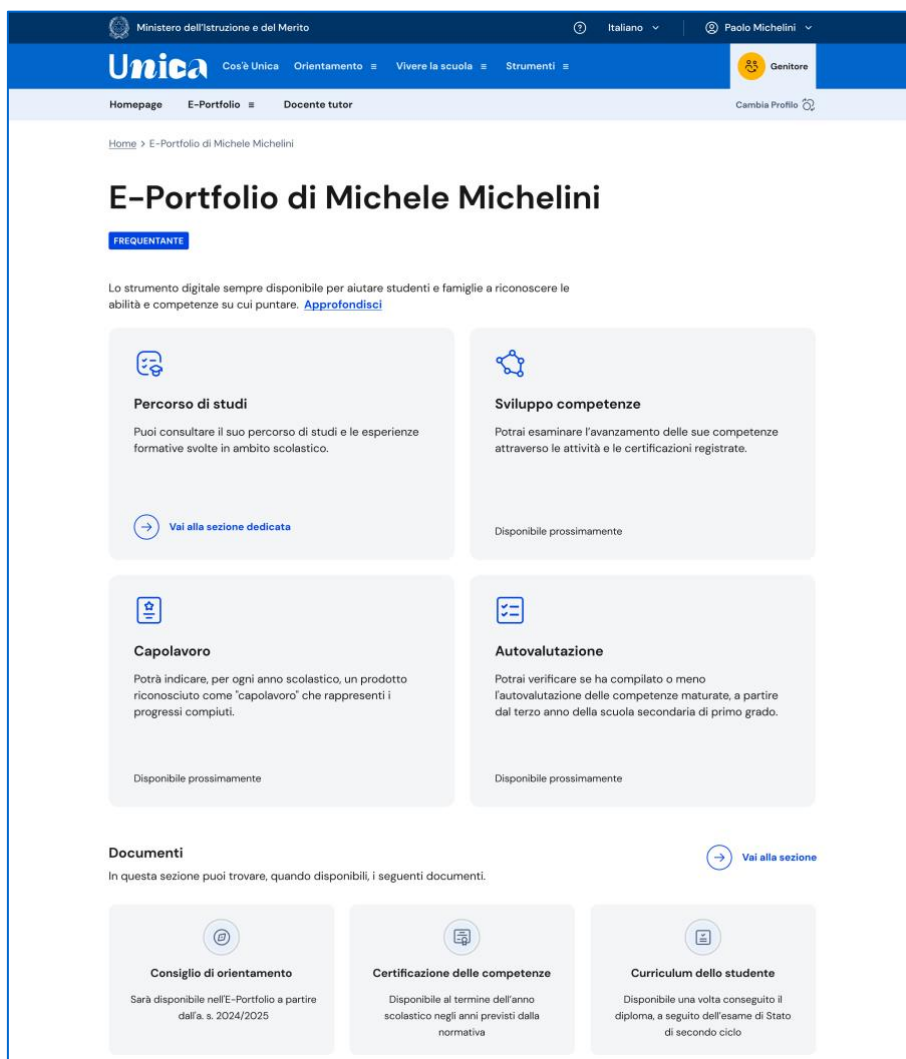 Ministero dell'Istruzione e del Merito
Italiano
Paolo Michelini
Unica
Cos'è Unica
Orientamento
Vivere la scuola
Strumenti
Genitore
Homepage
E-Portfolio
Docente tutor
Cambia Profilo
Home > E-Portfolio di Michele Michelini
E-Portfolio di Michele Michelini
FREQUENTANTE
Lo strumento digitale sempre disponibile per aiutare studenti e famiglie a riconoscere le
abilità e competenze su cui puntare. Approfondisci
Percorso di studi
Puoi consultare il suo percorso di studi e le esperienze
formative svolte in ambito scolastico.
Vai alla sezione dedicata
Sviluppo competenze
Potrai esaminare l'avanzamento delle sue competenze
attraverso le attività e le certificazioni registrate.
Disponibile prossimamente
Capolavoro
Potrà indicare, per ogni anno scolastico, un prodotto
riconosciuto come "capolavoro" che rappresenti i
progressi compiuti.
Disponibile prossimamente
Autovalutazione
Potrai verificare se ha compilato o meno
l'autovalutazione delle competenze maturate, a partire
dal terzo anno della scuola secondaria di primo grado.
Disponibile prossimamente
Documenti
Vai alla sezione
In questa sezione puoi trovare, quando disponibili, i seguenti documenti.
Consiglio di orientamento
Sarà disponibile nell'E-Portfolio a partire
dall'a. s. 2024/2025
Certificazione delle competenze
Disponibile al termine dell'anno
scolastico negli anni previsti dalla
normativa
Curriculum dello studente
Disponibile una volta conseguito il
diploma, a seguito dell'esame di Stato
di secondo ciclo